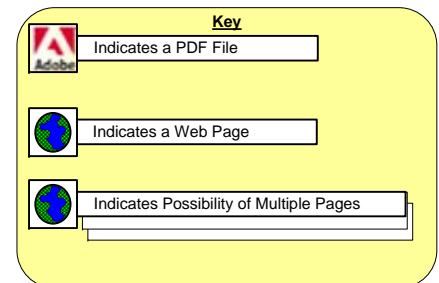 Key
Indicates a PDF File
Adobe
Indicates a Web Page
Indicates Possibility of Multiple Pages